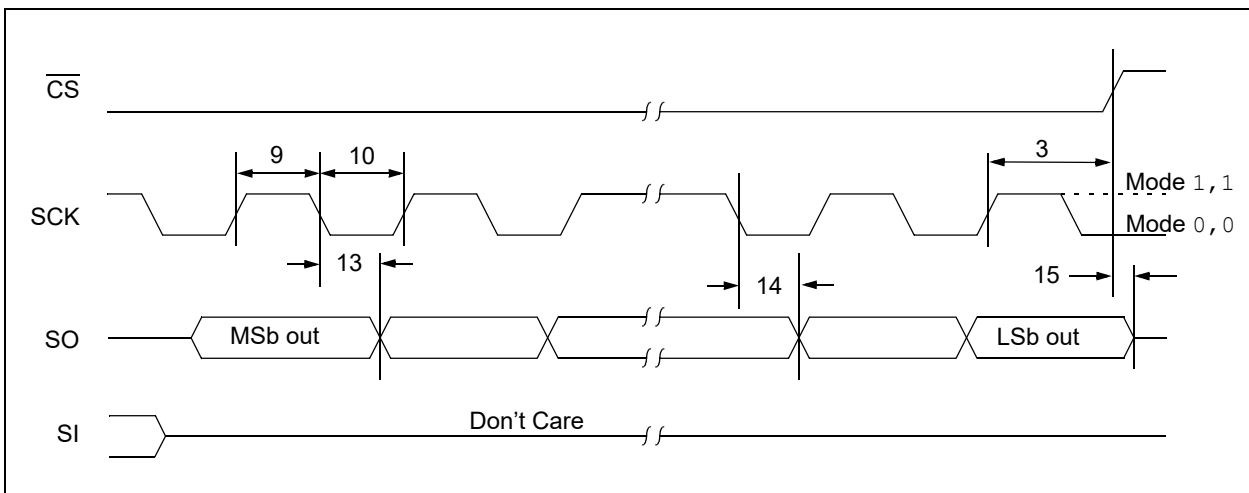 CS
9
10
3
SCK
Mode 1,1
Mode 0,0
13
14
15
SO
MSb out
LSb out
SI
Don't Care